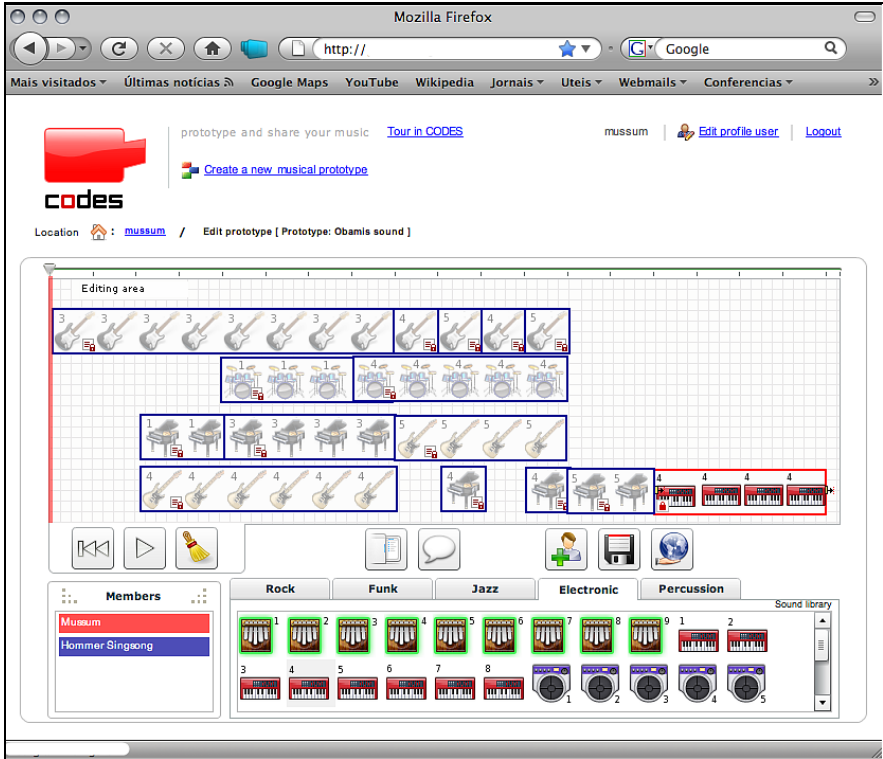 Mozilla Firefox
http://
Google
Mais visitados Últimas notícias Google Maps YouTube Wikipedia Jornais Uteis Webmails Conferencias »
codes
prototype and share your music Tour in CODES
mussum Edit profile user Logout
Create a new musical prototype
Location : mussum / Edit prototype [ Prototype: Obamis sound ]
Editing area
3 3 3 3 3 3 3 3 4 5 4 5
1 1 1 4 4 4 4 4
1 1 3 3 3 3 5 5 5 5
4 4 4 4 4 4 4 4 5 5 4 4 4 4
Members
Mussum
Hommer Singsong
Rock Funk Jazz Electronic Percussion
Sound library
1 2 3 4 5 6 7 8 9 1 2
3 4 5 6 7 8 1 2 3 4 5